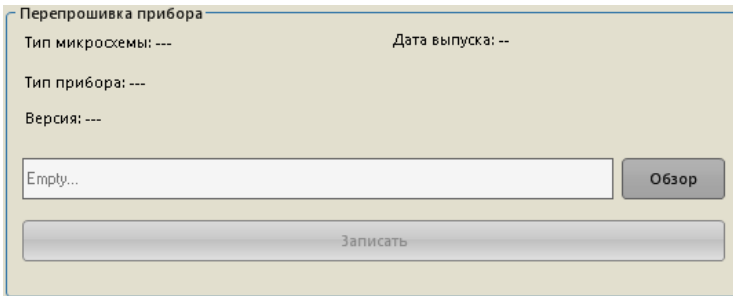 Перепрошивка прибора
Тип микросхемы: --- Дата выпуска: --
Тип прибора: ---
Версия: ---
Empty... Обзор
Записать